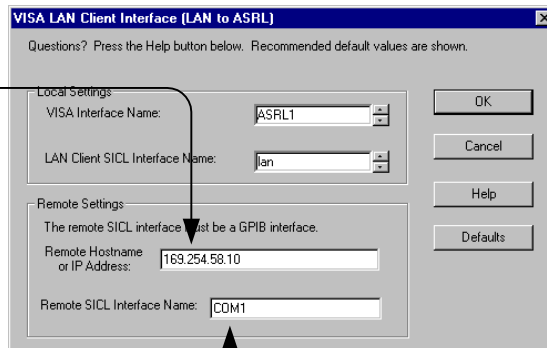 VISA LAN Client Interface (LAN to ASRL)
Questions? Press the Help button below. Recommended default values are shown.
Local Settings
VISA Interface Name: ASRL1
LAN Client SICL Interface Name: lan
OK
Cancel
Help
Defaults
Remote Settings
The remote SICL interface must be a GPIB interface.
Remote Hostname
or IP Address: 169.254.58.10
Remote SICL Interface Name: COM1